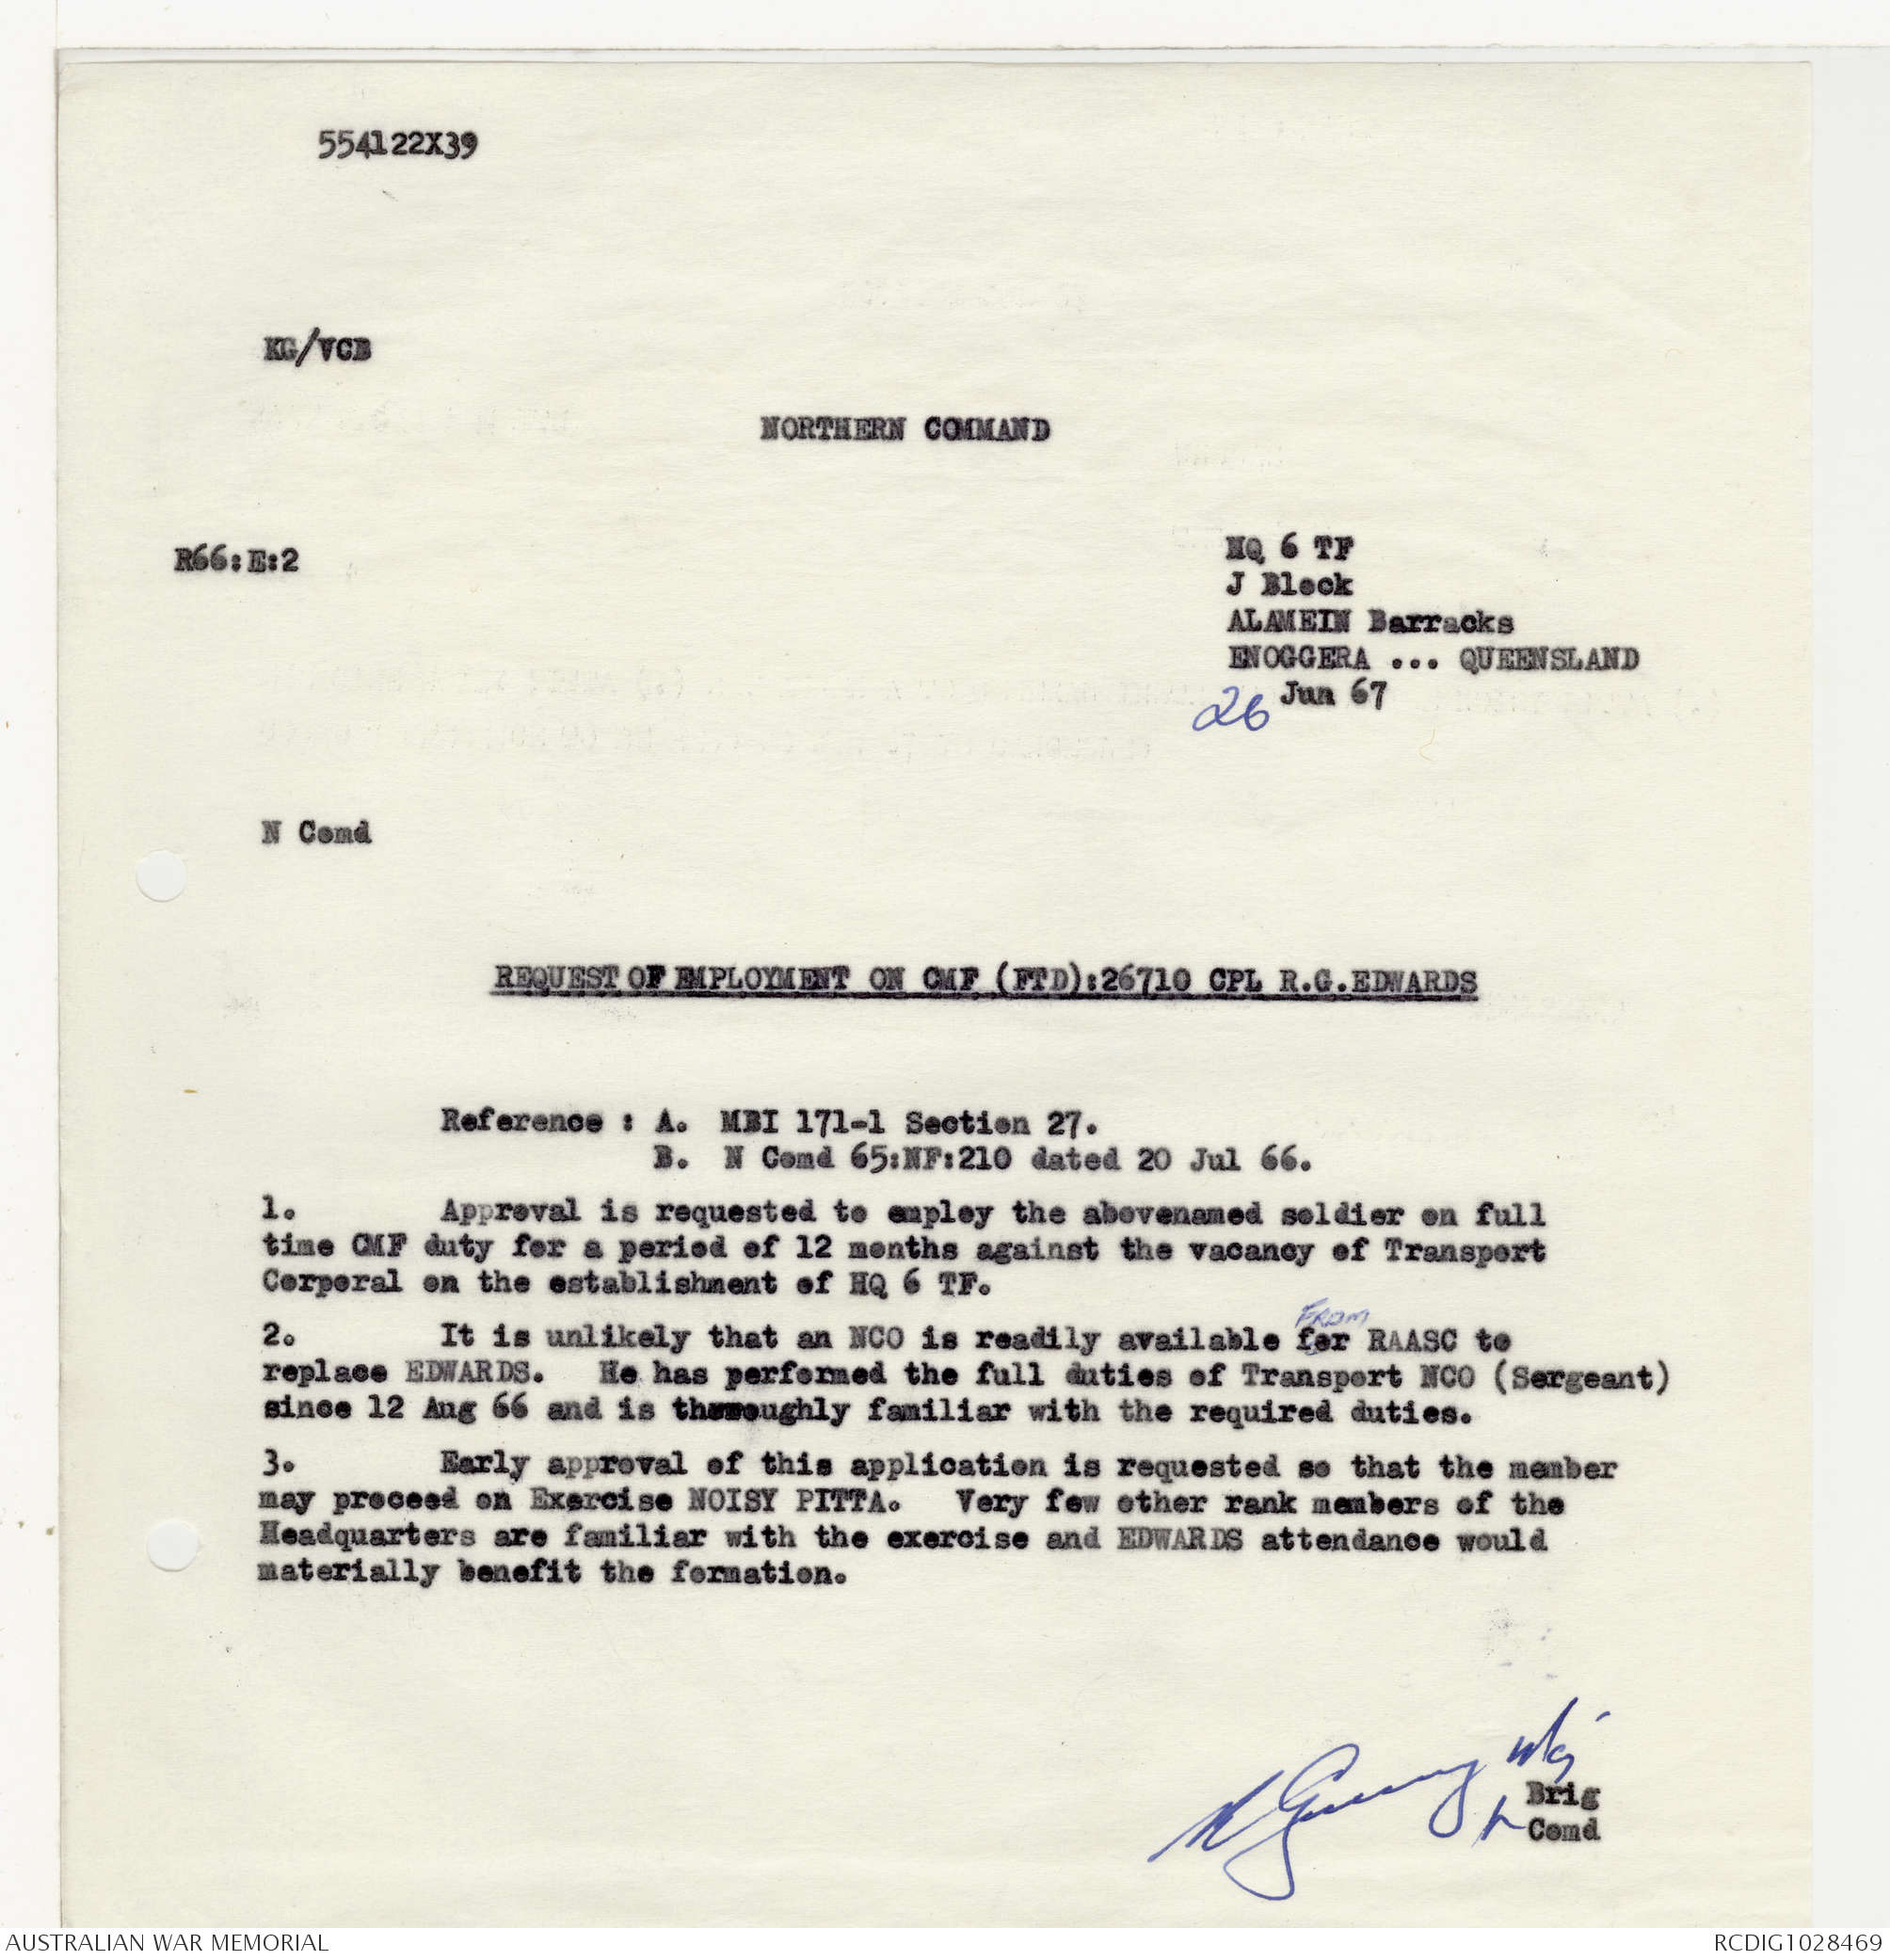 554122X39
KG/VCB
NORTHERN COMMAND
R66:E:2
HQ 6 TF
J Block
ALAMEIN Barracks
ENOGGERA ... QUEENSLAND
26 Jun 67
N Comd
REQUEST OF EMPLOYMENT ON CMF (FTD):26710 CPL R.G.EDWARDS
Reference : A. MBI 171-1 Section 27.
B. N Comd 65:NF:210 dated 20 Jul 66.
1. Approval is requested to employ the abovenamed soldier on full
time CMF duty for a period of 12 months against the vacancy of Transport
Corporal on the establishment of HQ 6 TF.
FROM
2. It is unlikely that an NCO is readily available for RAASC to
replace EDWARDS. He has performed the full duties of Transport NCO (Sergeant)
since 12 Aug 66 and is thoroughly familiar with the required duties.
3. Early approval of this application is requested so that the member
may proceed on Exercise NOISY PITTA. Very few other rank members of the
Headquarters are familiar with the exercise and EDWARDS attendance would
materially benefit the formation.
Brig
Comd
AUSTRALIAN WAR MEMORIAL
RCDIG1028469